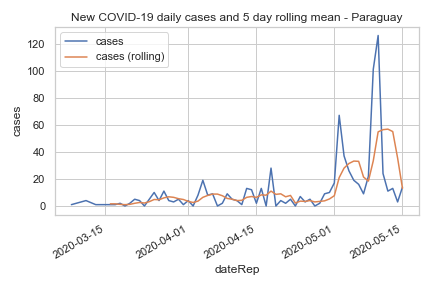 New COVID-19 daily cases and 5 day rolling mean - Paraguay
cases
cases (rolling)
120
100
80
60
40
20
0
cases
2020-03-15
2020-04-01
2020-04-15
2020-05-01
2020-05-15
dateRep